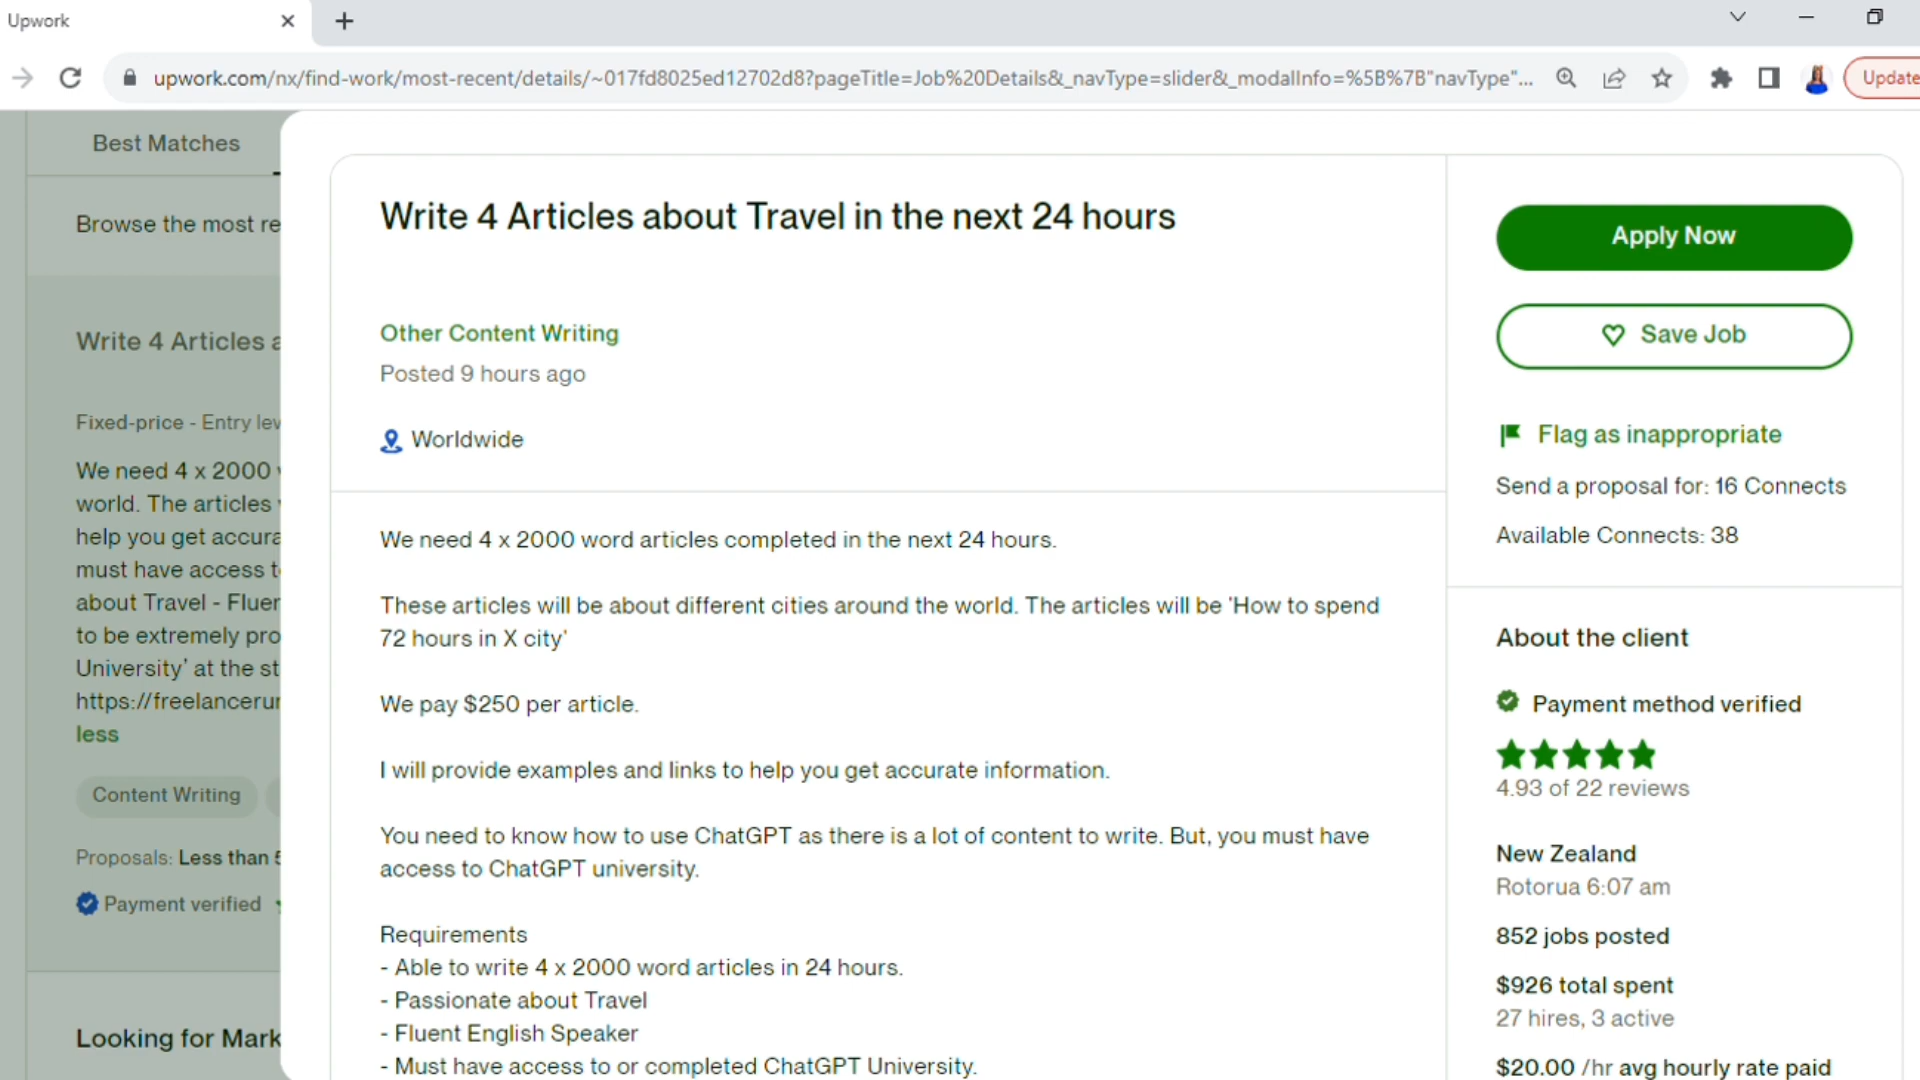 Upwork
upwork.com/nx/find-work/most-recent/details/~017fd8025ed12702d8?pageTitle=Job%20Details&_navType=slider&_modalInfo=%5B%7B"navType"...
Update
Best Matches
Browse the most re
Write 4 Articles a
Fixed-price - Entry lev
We need 4 x 2000
world. The articles
help you get accura
must have access t
about Travel - Fluer
to be extremely pro
University' at the st
https://freelancerur
less
Content Writing
Proposals: Less than 5
Payment verified
Looking for Mark
Write 4 Articles about Travel in the next 24 hours
Other Content Writing
Posted 9 hours ago
Worldwide
We need 4 x 2000 word articles completed in the next 24 hours.
These articles will be about different cities around the world. The articles will be 'How to spend
72 hours in X city'
We pay $250 per article.
I will provide examples and links to help you get accurate information.
You need to know how to use ChatGPT as there is a lot of content to write. But, you must have
access to ChatGPT university.
Requirements
- Able to write 4 x 2000 word articles in 24 hours.
- Passionate about Travel
- Fluent English Speaker
- Must have access to or completed ChatGPT University.
Apply Now
Save Job
Flag as inappropriate
Send a proposal for: 16 Connects
Available Connects: 38
About the client
Payment method verified
4.93 of 22 reviews
New Zealand
Rotorua 6:07 am
852 jobs posted
$926 total spent
27 hires, 3 active
$20.00 /hr avg hourly rate paid